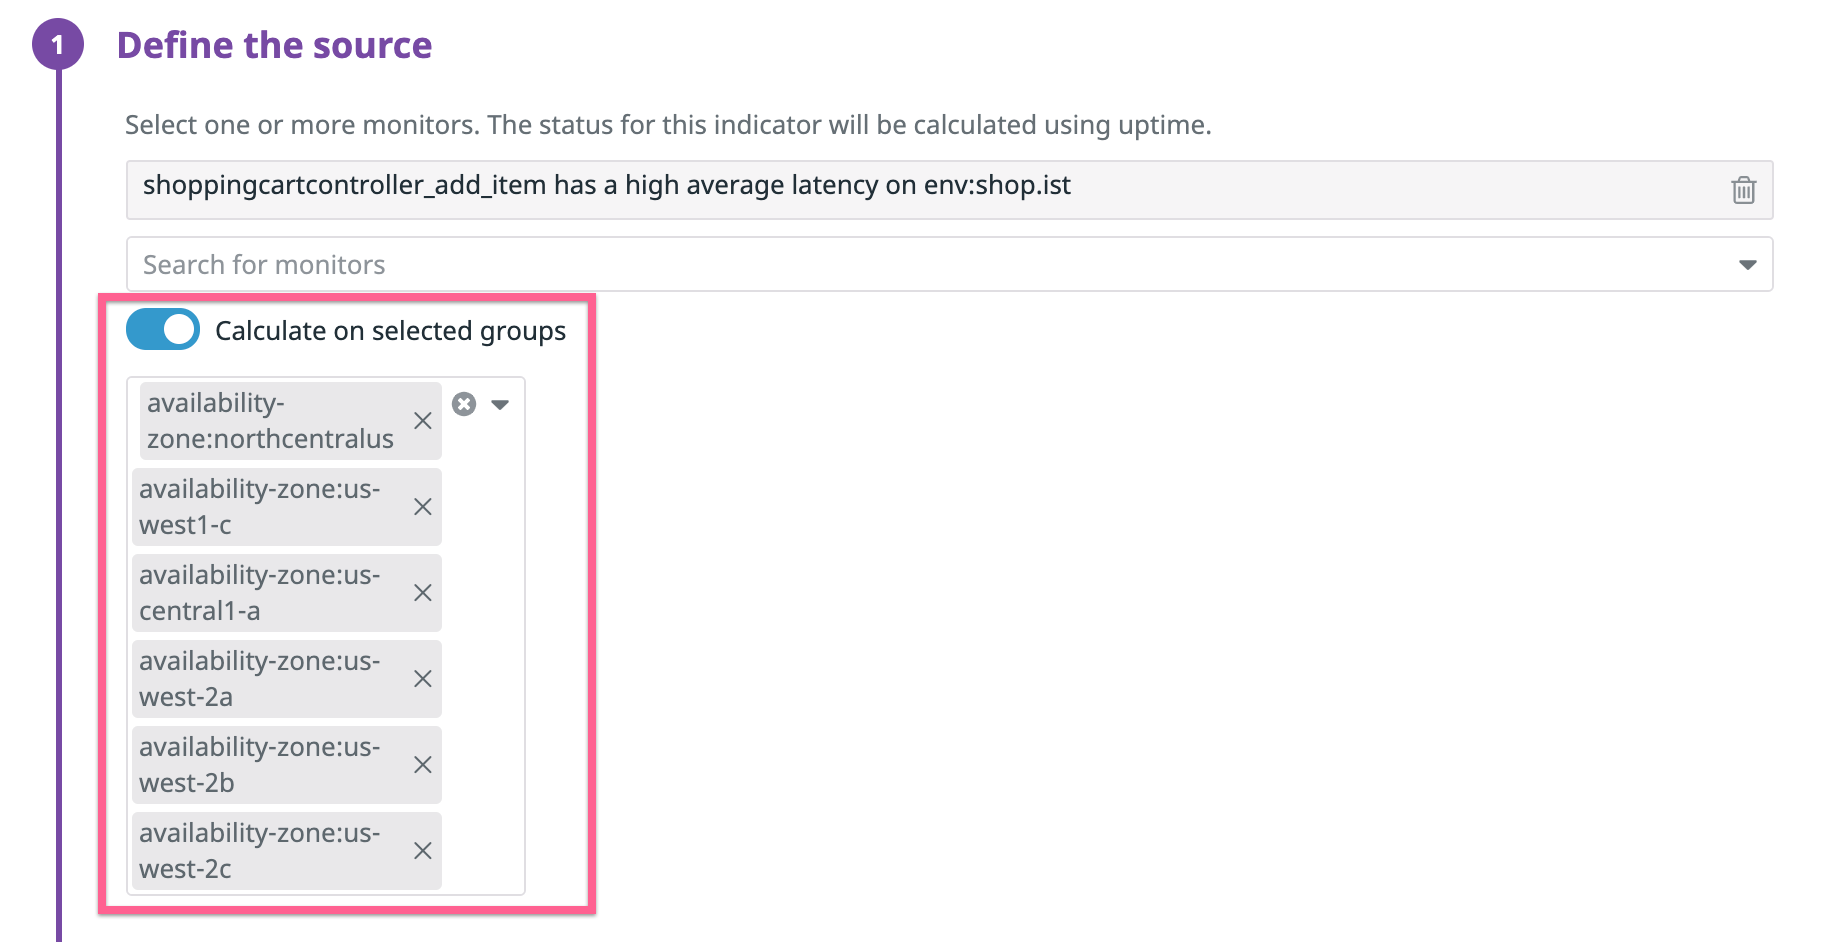 1
Define the source
Select one or more monitors. The status for this indicator will be calculated using uptime.
shoppingcartcontroller_add_item has a high average latency on env:shop.ist
Search for monitors
Calculate on selected groups
availability-
zone:northcentralus
availability-zone:us-
west1-c
availability-zone:us-
central1-a
availability-zone:us-
west-2a
availability-zone:us-
west-2b
availability-zone:us-
west-2c